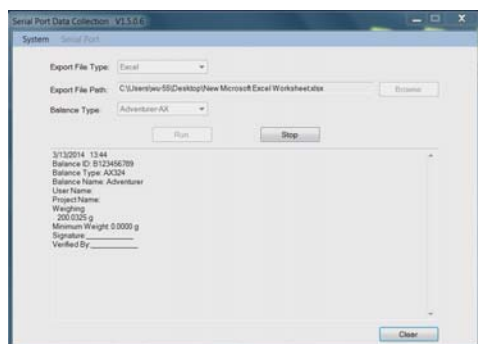 Serial Port Data Collection V1.5.0.6
System Serial Port
Export File Type: Excel
Export File Path: C:\Users\wu-55\Desktop\New Microsoft Excel Worksheet.xlsx Browse
Balance Type: Adventurer-AX
Run Stop
3/13/2014 13:44
Balance ID: B123456789
Balance Type: AX324
Balance Name: Adventurer
User Name:
Project Name:
Weighing
200.0325 g
Minimum Weight: 0.0000 g
Signature:____________
Verified By:____________
Clear